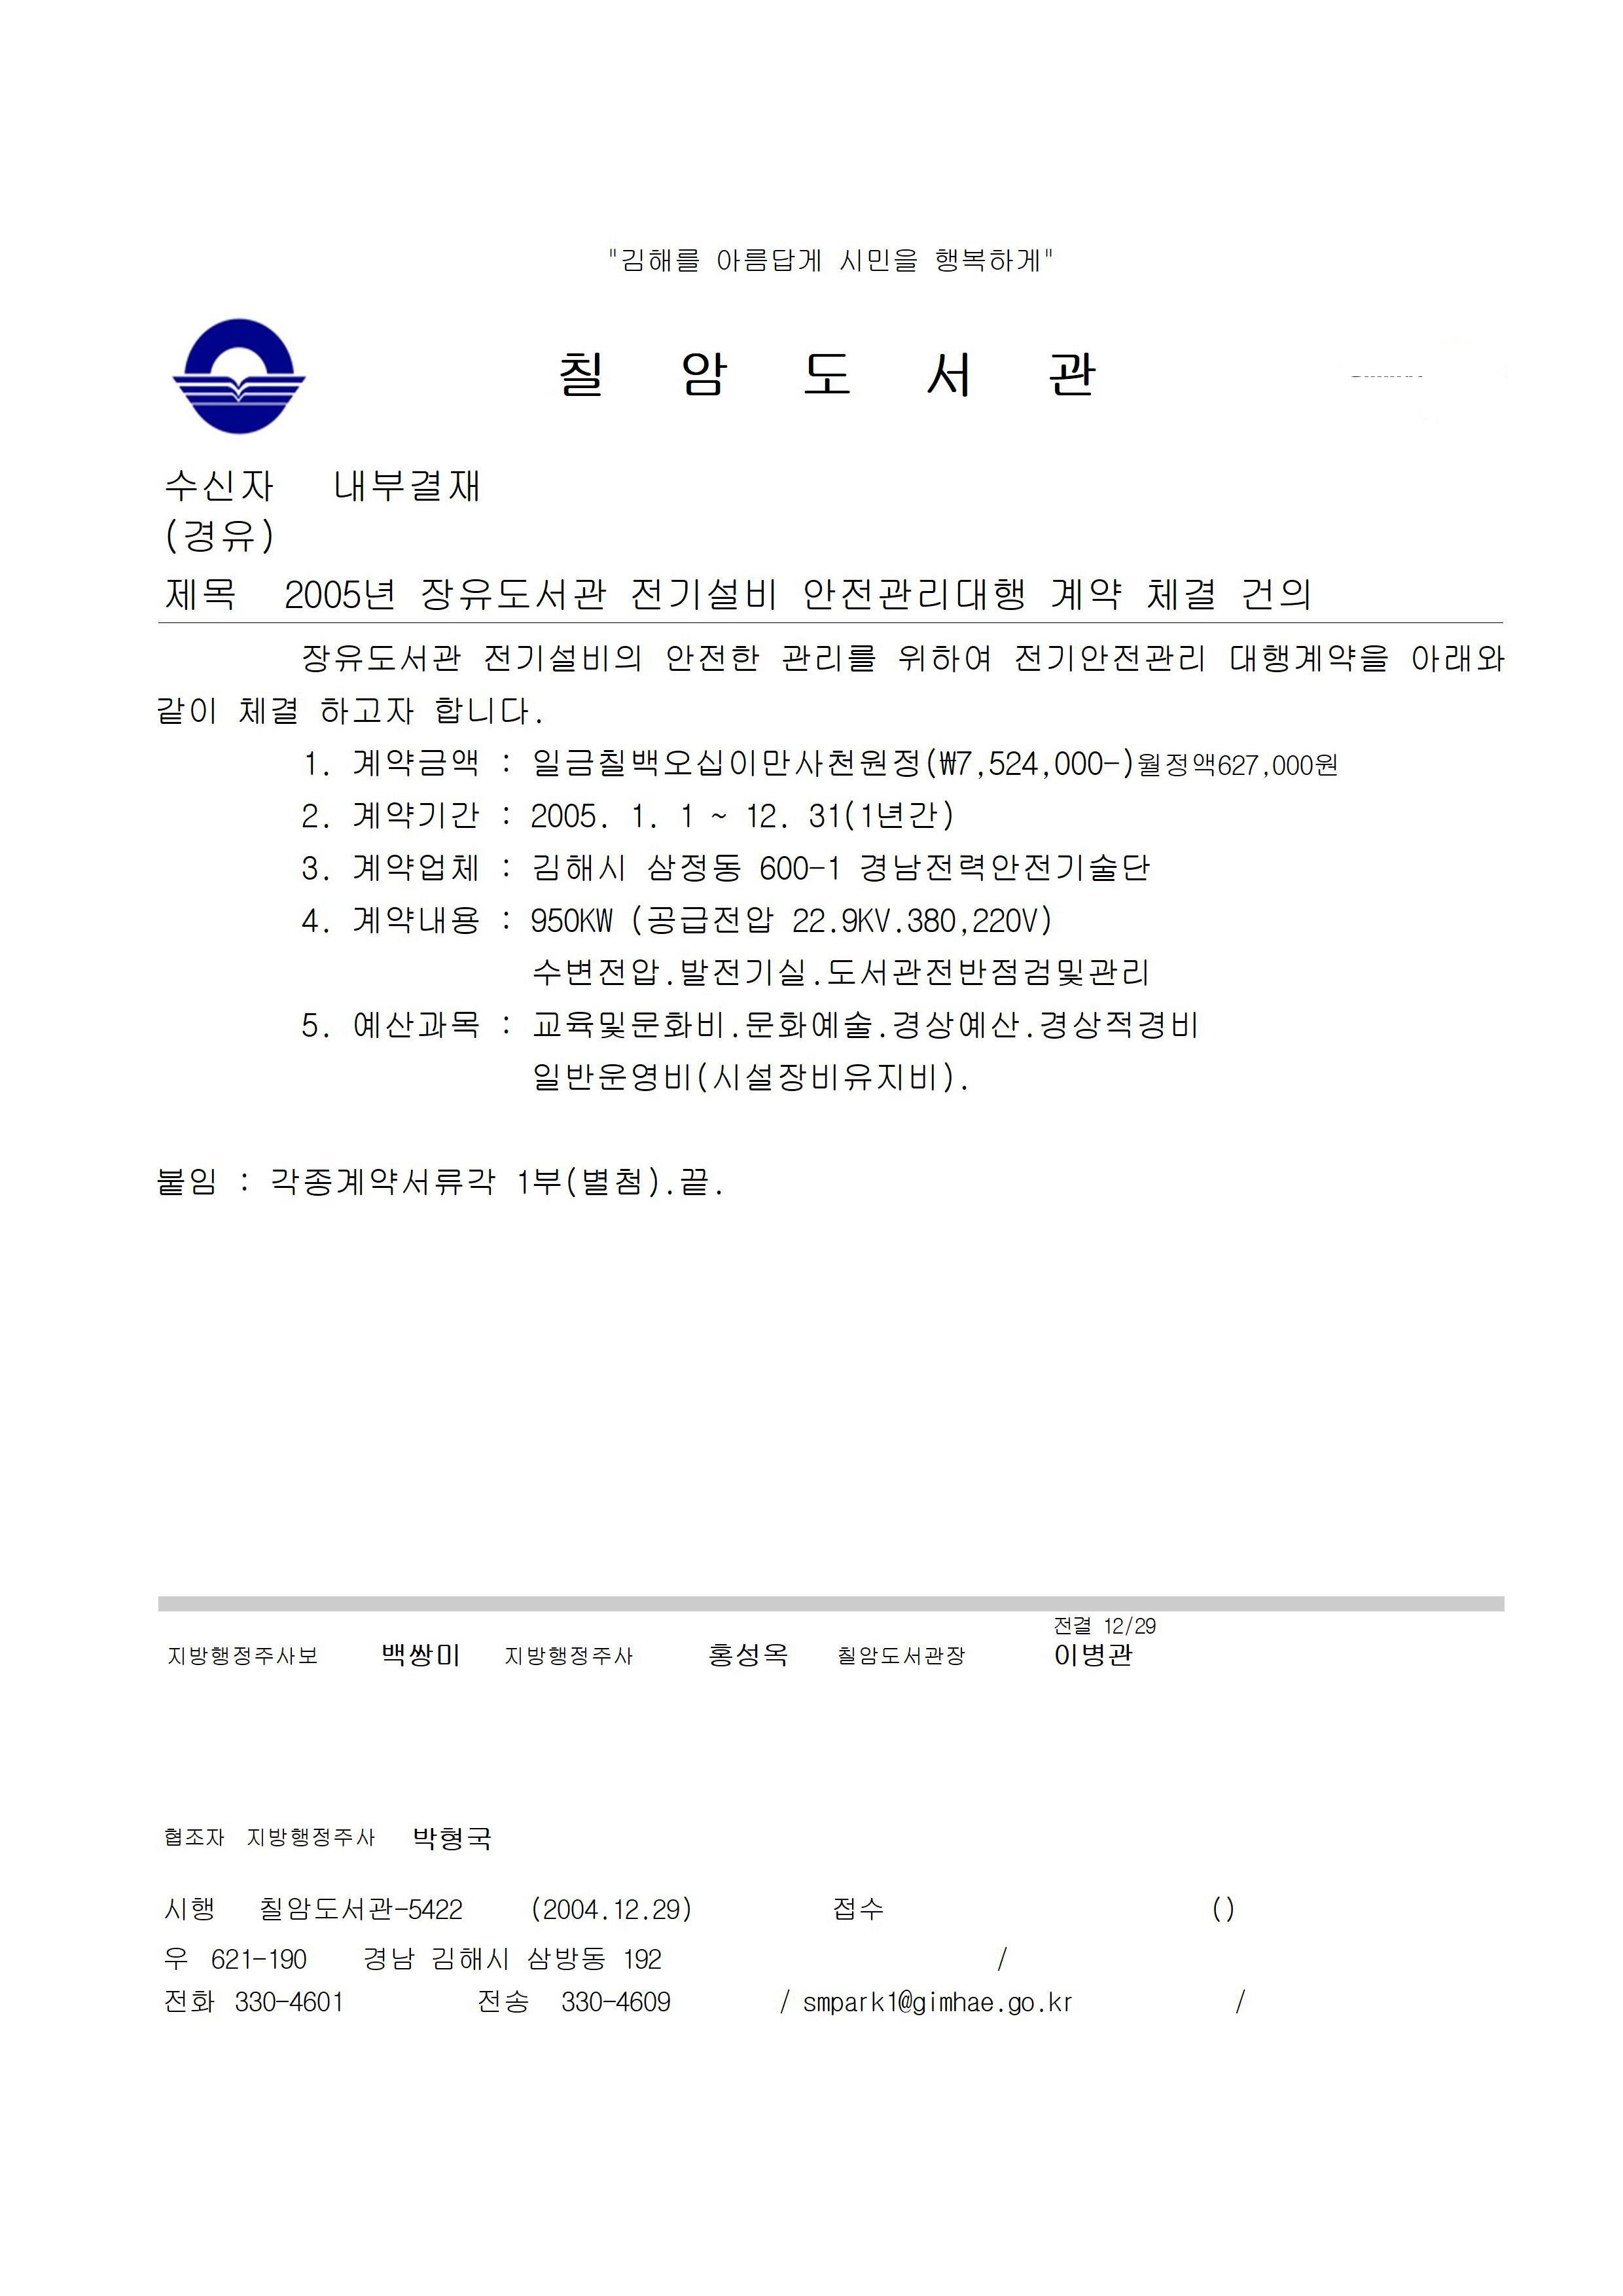 "김해를 아름답게 시민을 행복하게"
칠 암 도 서 관
수신자 내부결재
(경유)
제목 2005년 장유도서관 전기설비 안전관리대행 계약 체결 건의
장유도서관 전기설비의 안전한 관리를 위하여 전기안전관리 대행계약을 아래와
같이 체결 하고자 합니다.
1. 계약금액 : 일금칠백오십이만사천원정(₩7,524,000-)월정액627,000원
2. 계약기간 : 2005. 1. 1 ~ 12. 31(1년간)
3. 계약업체 : 김해시 삼정동 600-1 경남전력안전기술단
4. 계약내용 : 950KW (공급전압 22.9KV.380,220V)
수변전압.발전기실.도서관전반점검및관리
5. 예산과목 : 교육및문화비.문화예술.경상예산.경상적경비
일반운영비(시설장비유지비).
붙임 : 각종계약서류각 1부(별첨).끝.
전결 12/29
지방행정주사보 백쌍미 지방행정주사 홍성옥 칠암도서관장 이병관
협조자 지방행정주사 박형국
시행 칠암도서관-5422 (2004.12.29) 접수 ()
우 621-190 경남 김해시 삼방동 192 /
전화 330-4601 전송 330-4609 / smpark1@gimhae.go.kr /